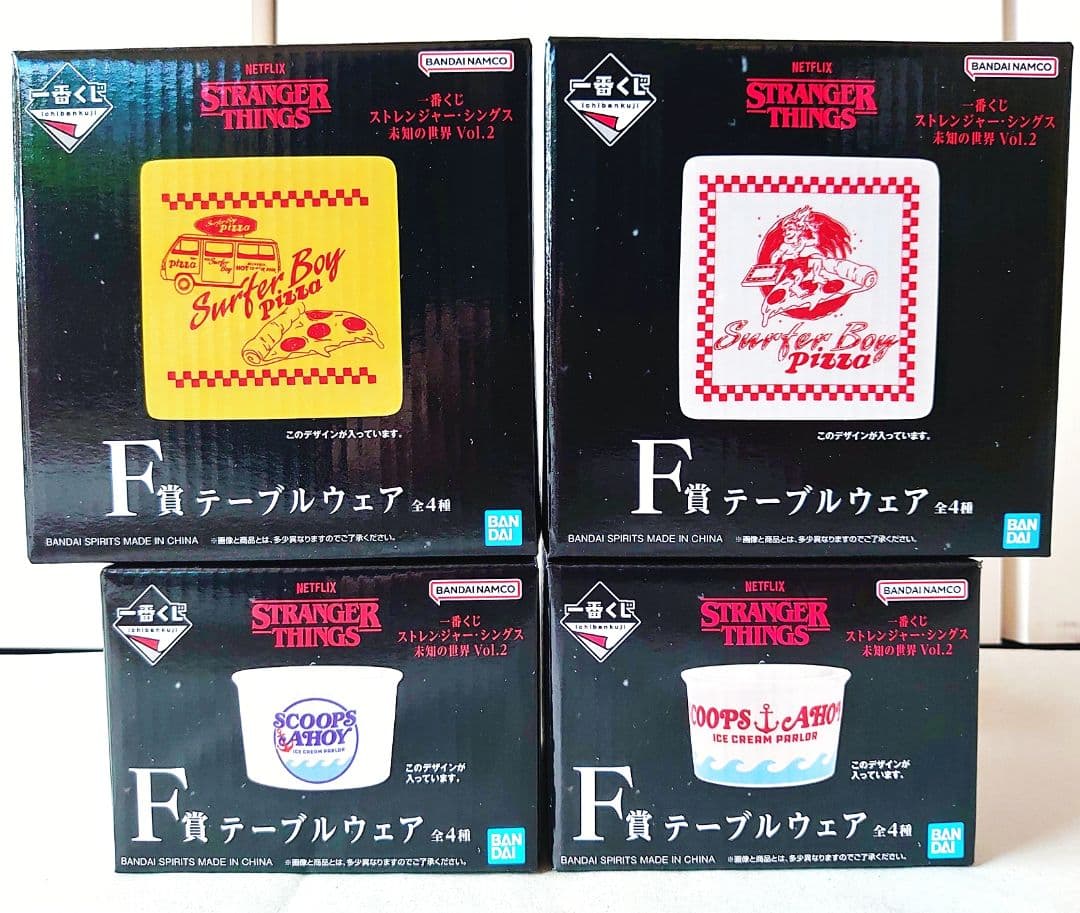 一番くじ
ichibankuji
NETFLIX
STRANGER
THINGS
BANDAI NAMCO
一番くじ
ストレンジャー・シングス
未知の世界 Vol.2
Surfer Boy
pizza
pizza
Surfer
Boy
Surfer Boy
pizza
このデザインが入っています。
F賞 テーブルウェア 全4種
BANDAI SPIRITS MADE IN CHINA ※画像と商品とは、多少異なりますのでご了承ください。
BAN
DAI
一番くじ
ichibankuji
NETFLIX
STRANGER
THINGS
BANDAI NAMCO
一番くじ
ストレンジャー・シングス
未知の世界 Vol.2
Surfer Boy
pizza
このデザインが入っています。
F賞 テーブルウェア 全4種
BANDAI SPIRITS MADE IN CHINA ※画像と商品とは、多少異なりますのでご了承ください。
BAN
DAI
一番くじ
ichibankuji
NETFLIX
STRANGER
THINGS
BANDAI NAMCO
一番くじ
ストレンジャー・シングス
未知の世界 Vol.2
SCOOPS
AHOY
ICE CREAM PARLOR
このデザインが
入っています。
F賞 テーブルウェア 全4種
BANDAI SPIRITS MADE IN CHINA ※画像と商品とは、多少異なりますのでご了承ください。
BAN
DAI
一番くじ
ichibankuji
NETFLIX
STRANGER
THINGS
BANDAI NAMCO
一番くじ
ストレンジャー・シングス
未知の世界 Vol.2
COOPS AHOY
ICE CREAM PARLOR
このデザインが
入っています。
F賞 テーブルウェア 全4種
BANDAI SPIRITS MADE IN CHINA ※画像と商品とは、多少異なりますのでご了承ください。
BAN
DAI